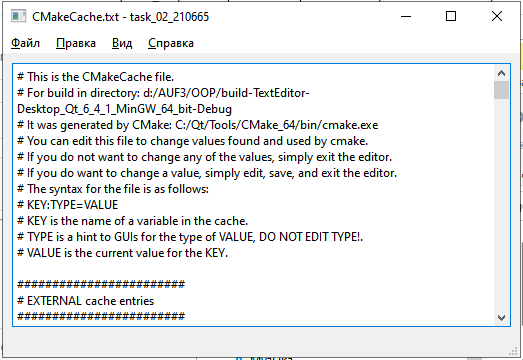 CMakeCache.txt - task_02_210665
Файл Правка Вид Справка
# This is the CMakeCache file.
# For build in directory: d:/AUF3/OOP/build-TextEditor-
Desktop_Qt_6_4_1_MinGW_64_bit-Debug
# It was generated by CMake: C:/Qt/Tools/CMake_64/bin/cmake.exe
# You can edit this file to change values found and used by cmake.
# If you do not want to change any of the values, simply exit the editor.
# If you do want to change a value, simply edit, save, and exit the editor.
# The syntax for the file is as follows:
# KEY:TYPE=VALUE
# KEY is the name of a variable in the cache.
# TYPE is a hint to GUIs for the type of VALUE, DO NOT EDIT TYPE!.
# VALUE is the current value for the KEY.
########################
# EXTERNAL cache entries
########################